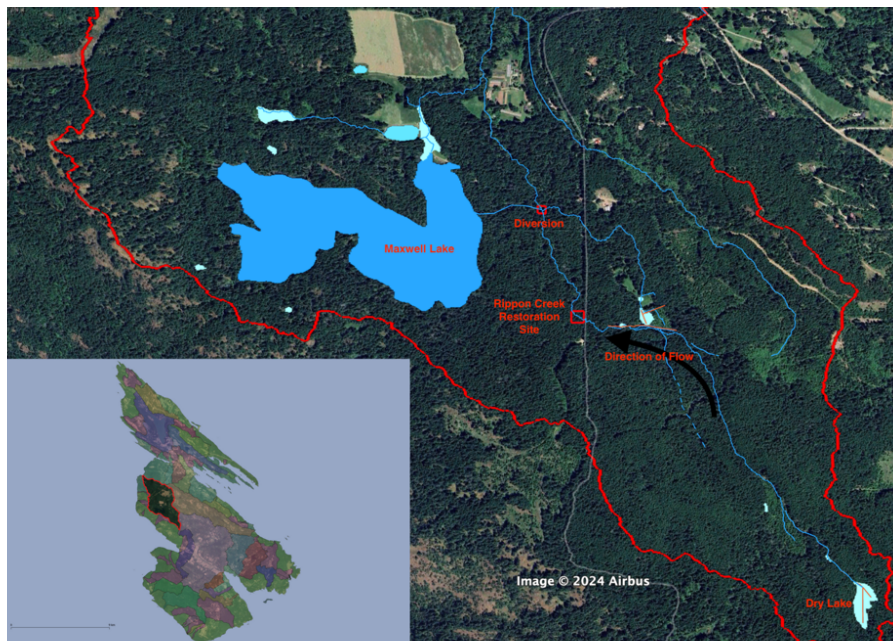 Maxwell Lake
Diversion
Rippon Creek
Restoration
Site
Direction of Flow
Image © 2024 Airbus
Dry Lake